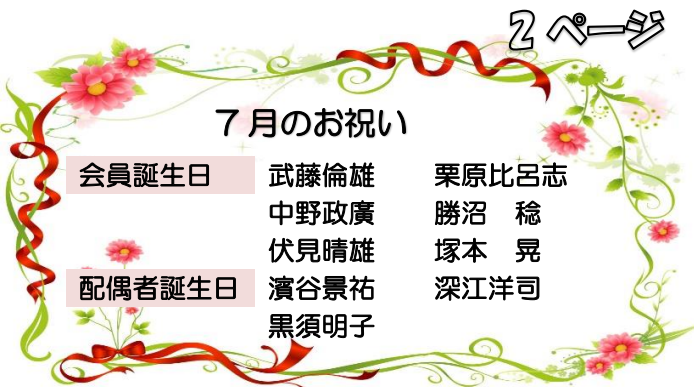 2 ページ
７月のお祝い
会員誕生日 武藤倫雄 栗原比呂志
中野政廣 勝沼　稔
伏見晴雄 塚本　晃
配偶者誕生日 濱谷景祐 深江洋司
黒須明子